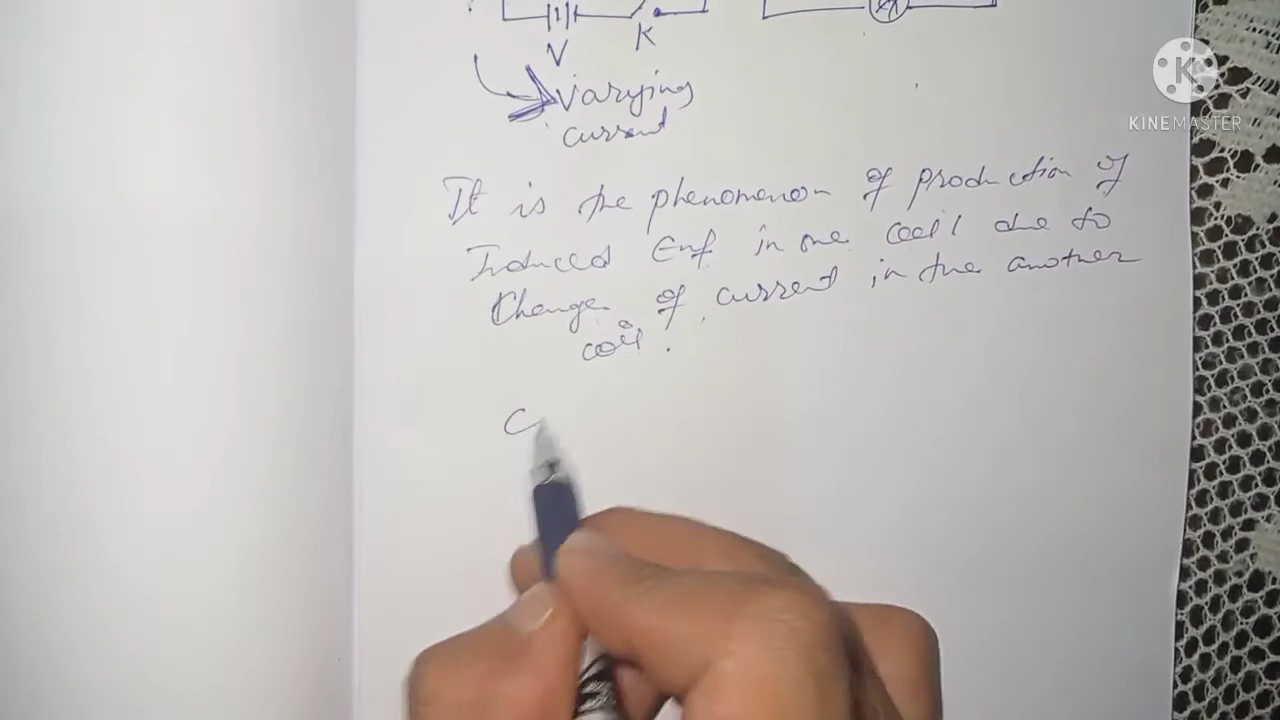 V
K
Varying
current
It is the phenomenon of production of
Induced Emf in one coil due to
Change of current in the another
coil.
C
KINEMASTER